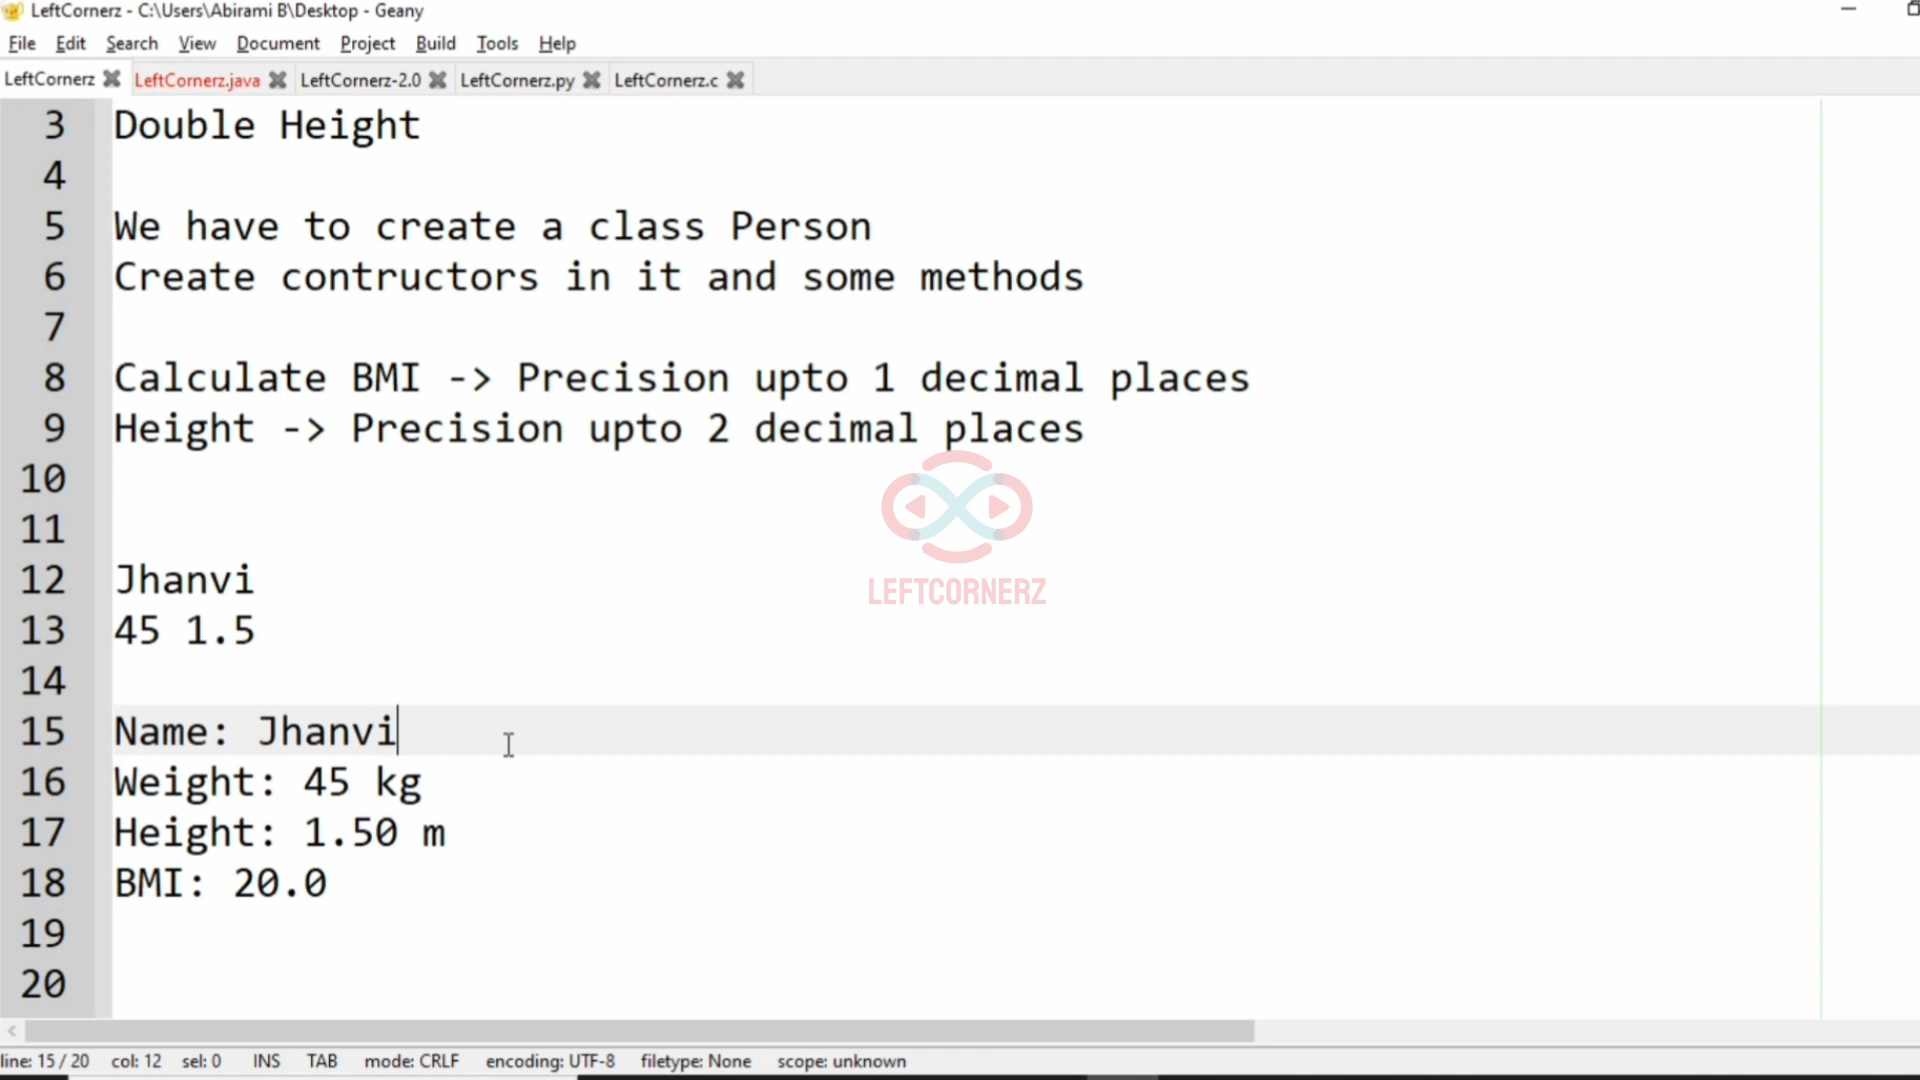 LeftCornerz - C:\Users\Abirami B\Desktop - Geany
File Edit Search View Document Project Build Tools Help
LeftCornerz LeftCornerz.java LeftCornerz-2.0 LeftCornerz.py LeftCornerz.c
3 Double Height
4
5 We have to create a class Person
6 Create contructors in it and some methods
7
8 Calculate BMI -> Precision upto 1 decimal places
9 Height -> Precision upto 2 decimal places
10
11
12 Jhanvi
13 45 1.5
14
15 Name: Jhanvi
16 Weight: 45 kg
17 Height: 1.50 m
18 BMI: 20.0
19
20
LEFTCORNERZ
line: 15 / 20 col: 12 sel: 0 INS TAB mode: CRLF encoding: UTF-8 filetype: None scope: unknown